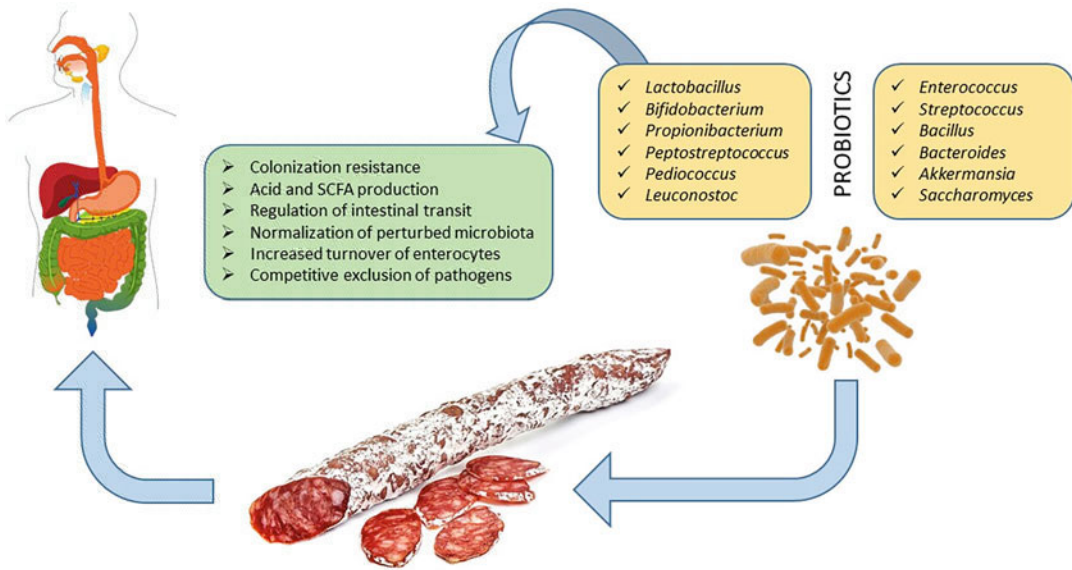 ➢ Colonization resistance
➢ Acid and SCFA production
➢ Regulation of intestinal transit
➢ Normalization of perturbed microbiota
➢ Increased turnover of enterocytes
➢ Competitive exclusion of pathogens
✓ Lactobacillus
✓ Bifidobacterium
✓ Propionibacterium
✓ Peptostreptococcus
✓ Pediococcus
✓ Leuconostoc
PROBIOTICS
✓ Enterococcus
✓ Streptococcus
✓ Bacillus
✓ Bacteroides
✓ Akkermansia
✓ Saccharomyces